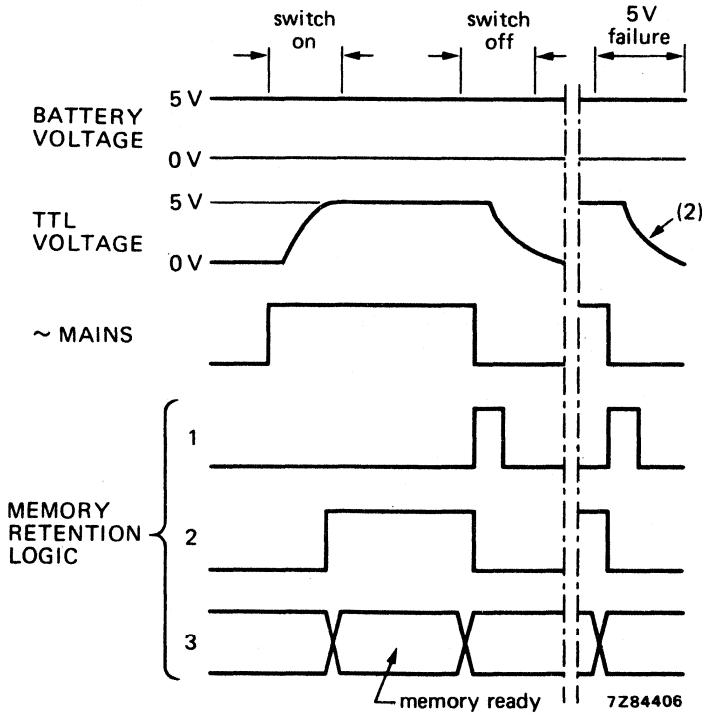 switch
on
switch
off
5 V
failure
BATTERY
VOLTAGE
5 V
0 V
TTL
VOLTAGE
5 V
0 V
(2)
~ MAINS
MEMORY
RETENTION
LOGIC
1
2
3
memory ready
7Z84406